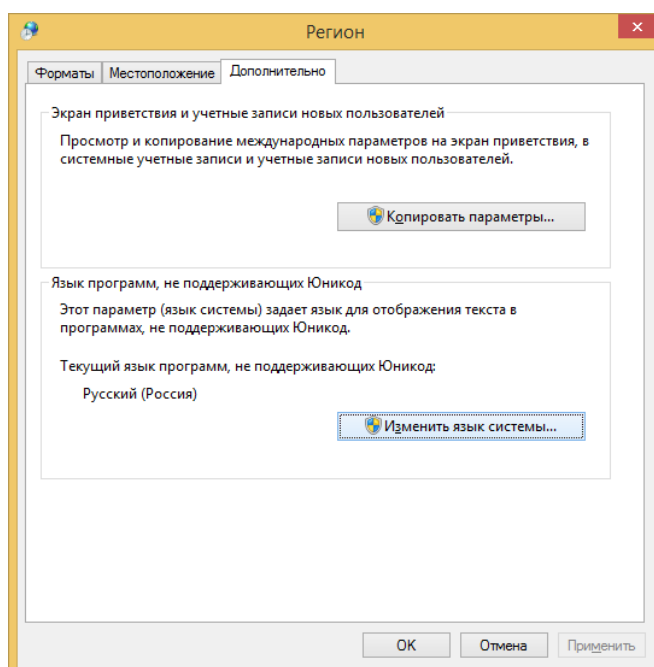 Регион
Форматы Местоположение Дополнительно
Экран приветствия и учетные записи новых пользователей
Просмотр и копирование международных параметров на экран приветствия, в
системные учетные записи и учетные записи новых пользователей.
Копировать параметры...
Язык программ, не поддерживающих Юникод
Этот параметр (язык системы) задает язык для отображения текста в
программах, не поддерживающих Юникод.
Текущий язык программ, не поддерживающих Юникод:
Русский (Россия)
Изменить язык системы...
OK Отмена Применить